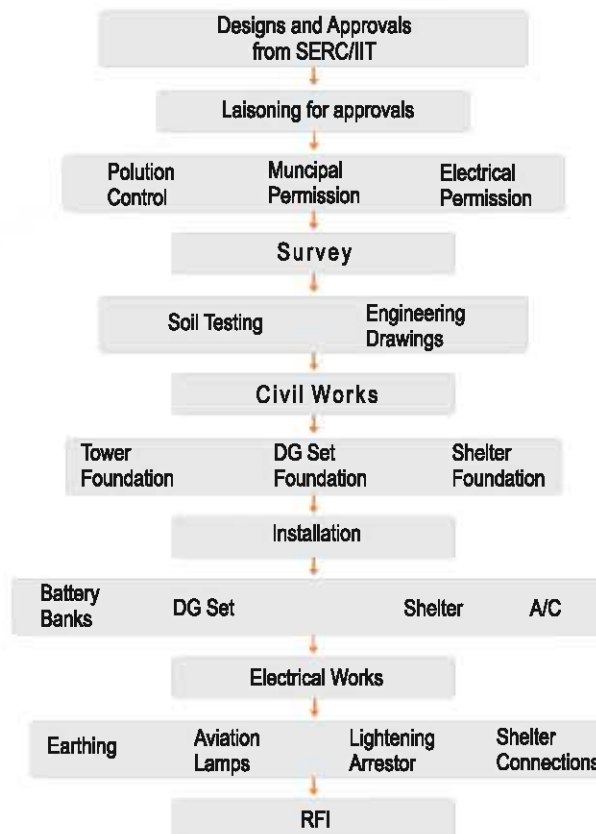 Designs and Approvals
from SERC/IIT
Laisoning for approvals
Polution
Control
Muncipal
Permission
Electrical
Permission
Survey
Soil Testing
Engineering
Drawings
Civil Works
Tower
Foundation
DG Set
Foundation
Shelter
Foundation
Installation
Battery
Banks
DG Set
Shelter
A/C
Electrical Works
Earthing
Aviation
Lamps
Lightening
Arrestor
Shelter
Connections
RFI